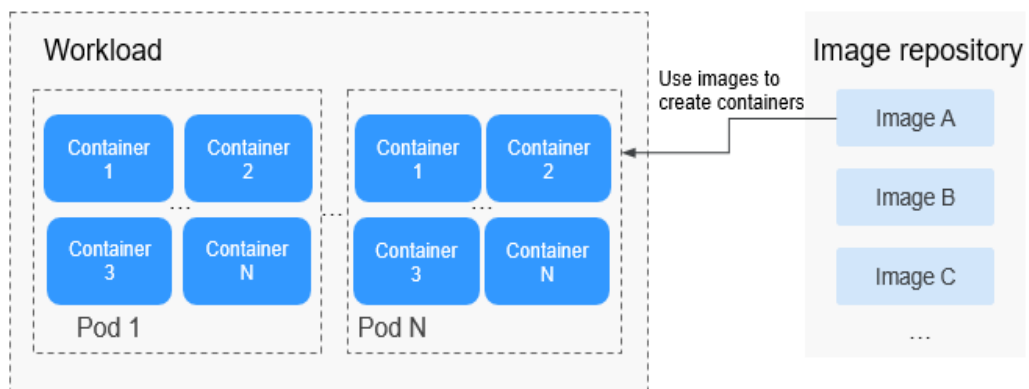 Workload
Container
1
Container
2
...
Container
3
Container
N
Pod 1
...
Container
1
Container
2
...
Container
3
Container
N
Pod N
Use images to
create containers
Image repository
Image A
Image B
Image C
...